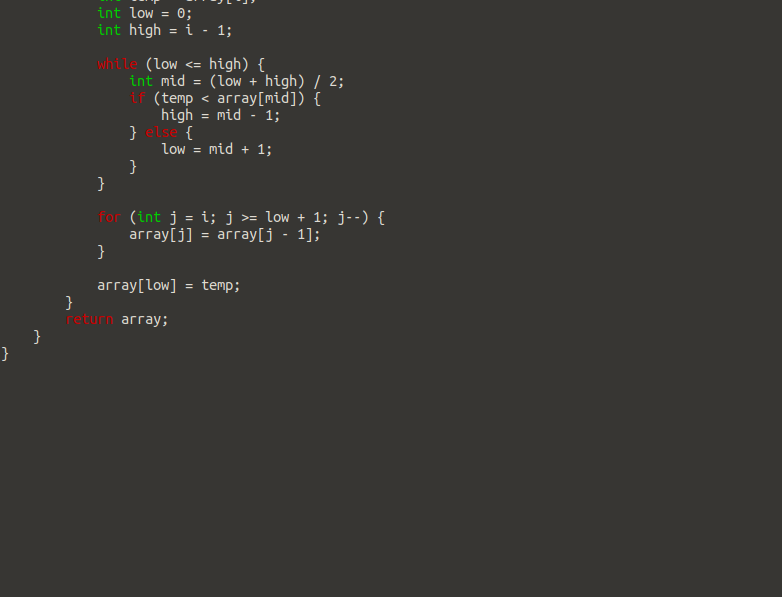 int low = 0;
int high = i - 1;
while (low <= high) {
int mid = (low + high) / 2;
if (temp < array[mid]) {
high = mid - 1;
} else {
low = mid + 1;
}
}
for (int j = i; j >= low + 1; j--) {
array[j] = array[j - 1];
}
array[low] = temp;
}
return array;
}
}